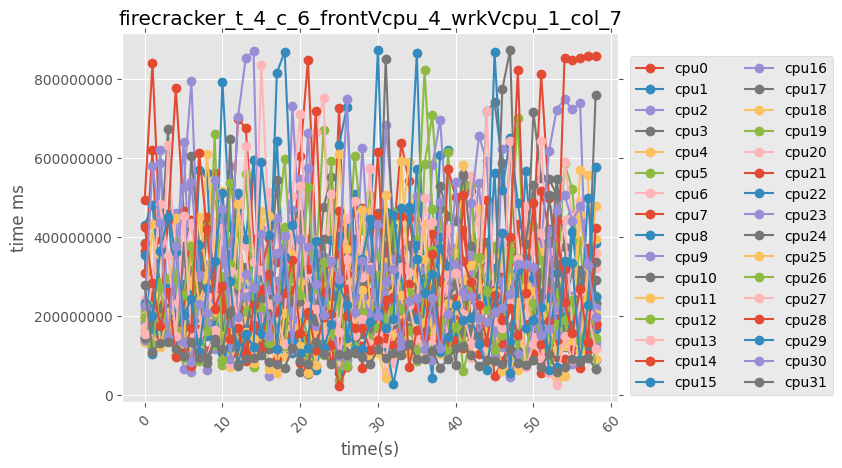 firecracker_t_4_c_6_frontVcpu_4_wrkVcpu_1_col_7
time ms
800000000
600000000
400000000
200000000
0
0
10
20
30
40
50
60
time(s)
cpu0
cpu1
cpu2
cpu3
cpu4
cpu5
cpu6
cpu7
cpu8
cpu9
cpu10
cpu11
cpu12
cpu13
cpu14
cpu15
cpu16
cpu17
cpu18
cpu19
cpu20
cpu21
cpu22
cpu23
cpu24
cpu25
cpu26
cpu27
cpu28
cpu29
cpu30
cpu31